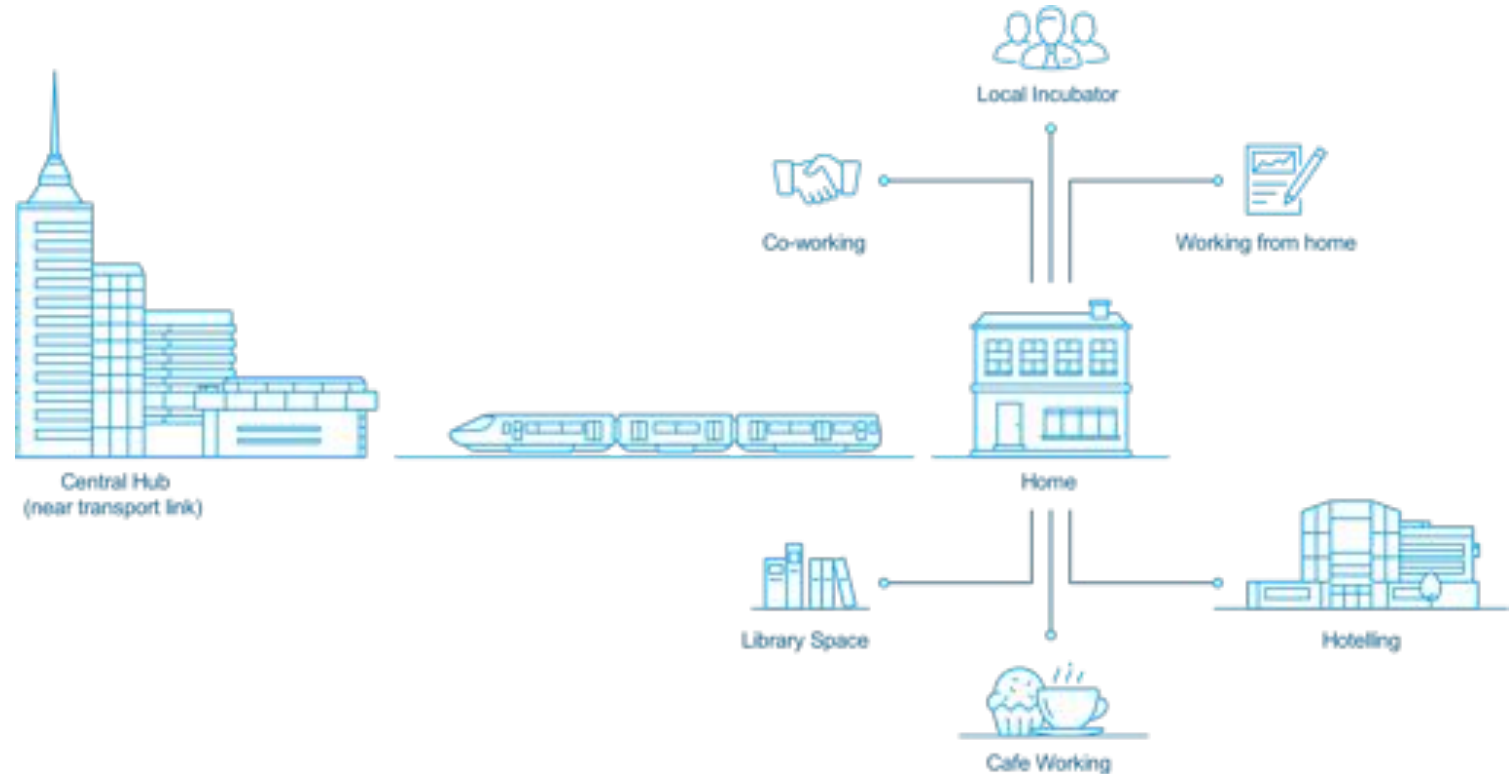 Local Incubator
Co-working
Working from home
Central Hub
(near transport link)
Home
Library Space
Hotelling
Cafe Working